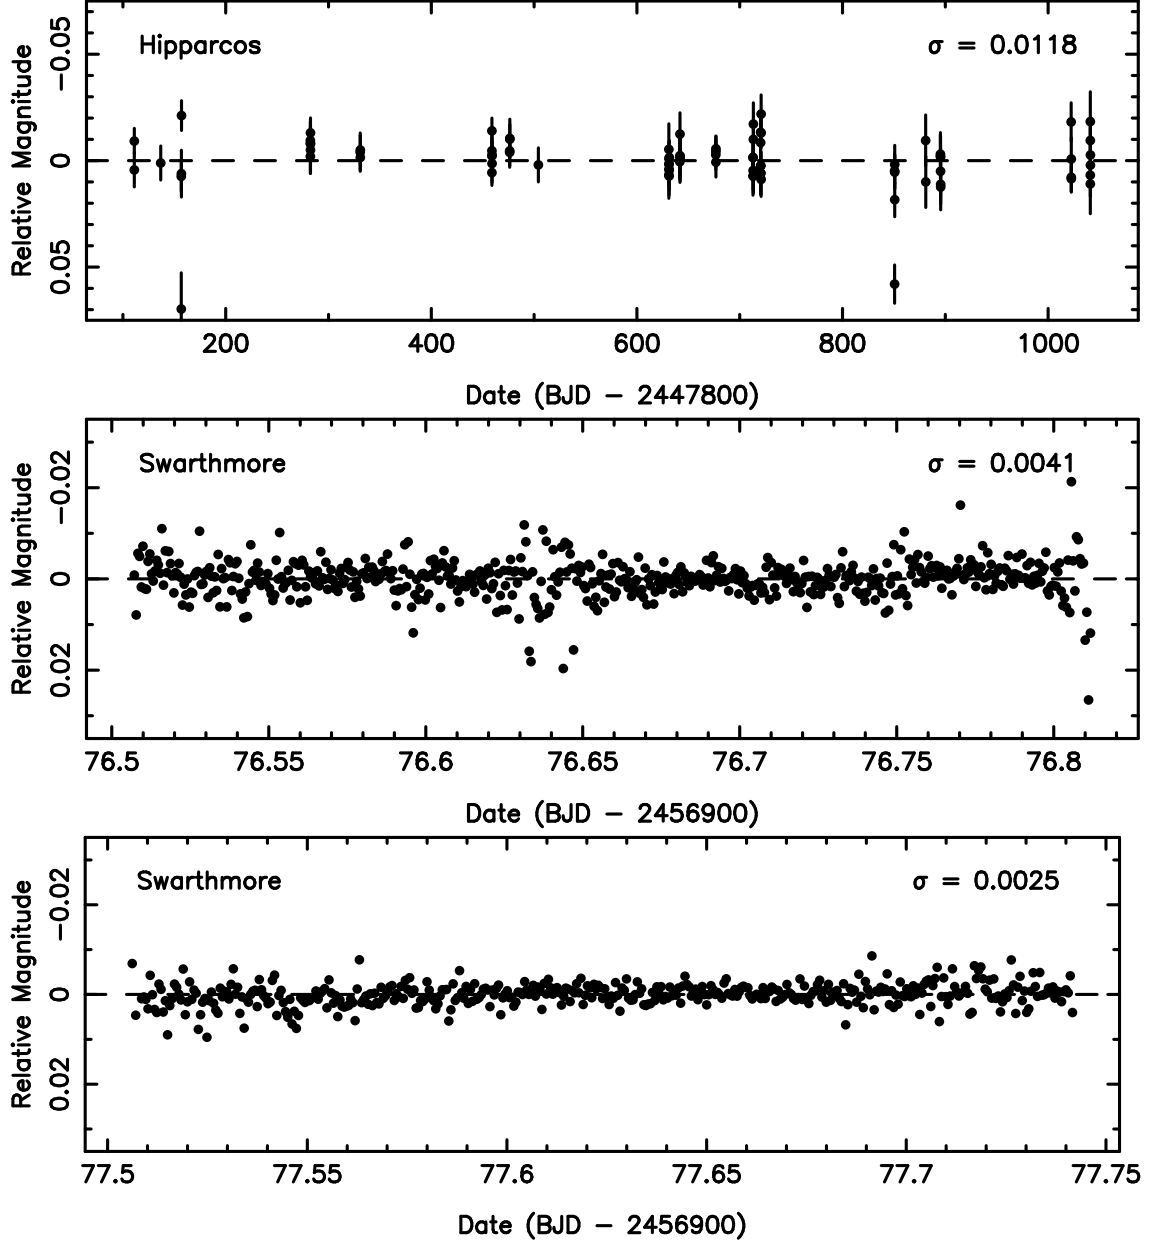 Hipparcos σ = 0.0118
Relative Magnitude
−0.05
0
0.05
200 400 600 800 1000
Date (BJD − 2447800)
Swarthmore σ = 0.0041
Relative Magnitude
−0.02
0
0.02
76.5 76.55 76.6 76.65 76.7 76.75 76.8
Date (BJD − 2456900)
Swarthmore σ = 0.0025
Relative Magnitude
−0.02
0
0.02
77.5 77.55 77.6 77.65 77.7 77.75
Date (BJD − 2456900)